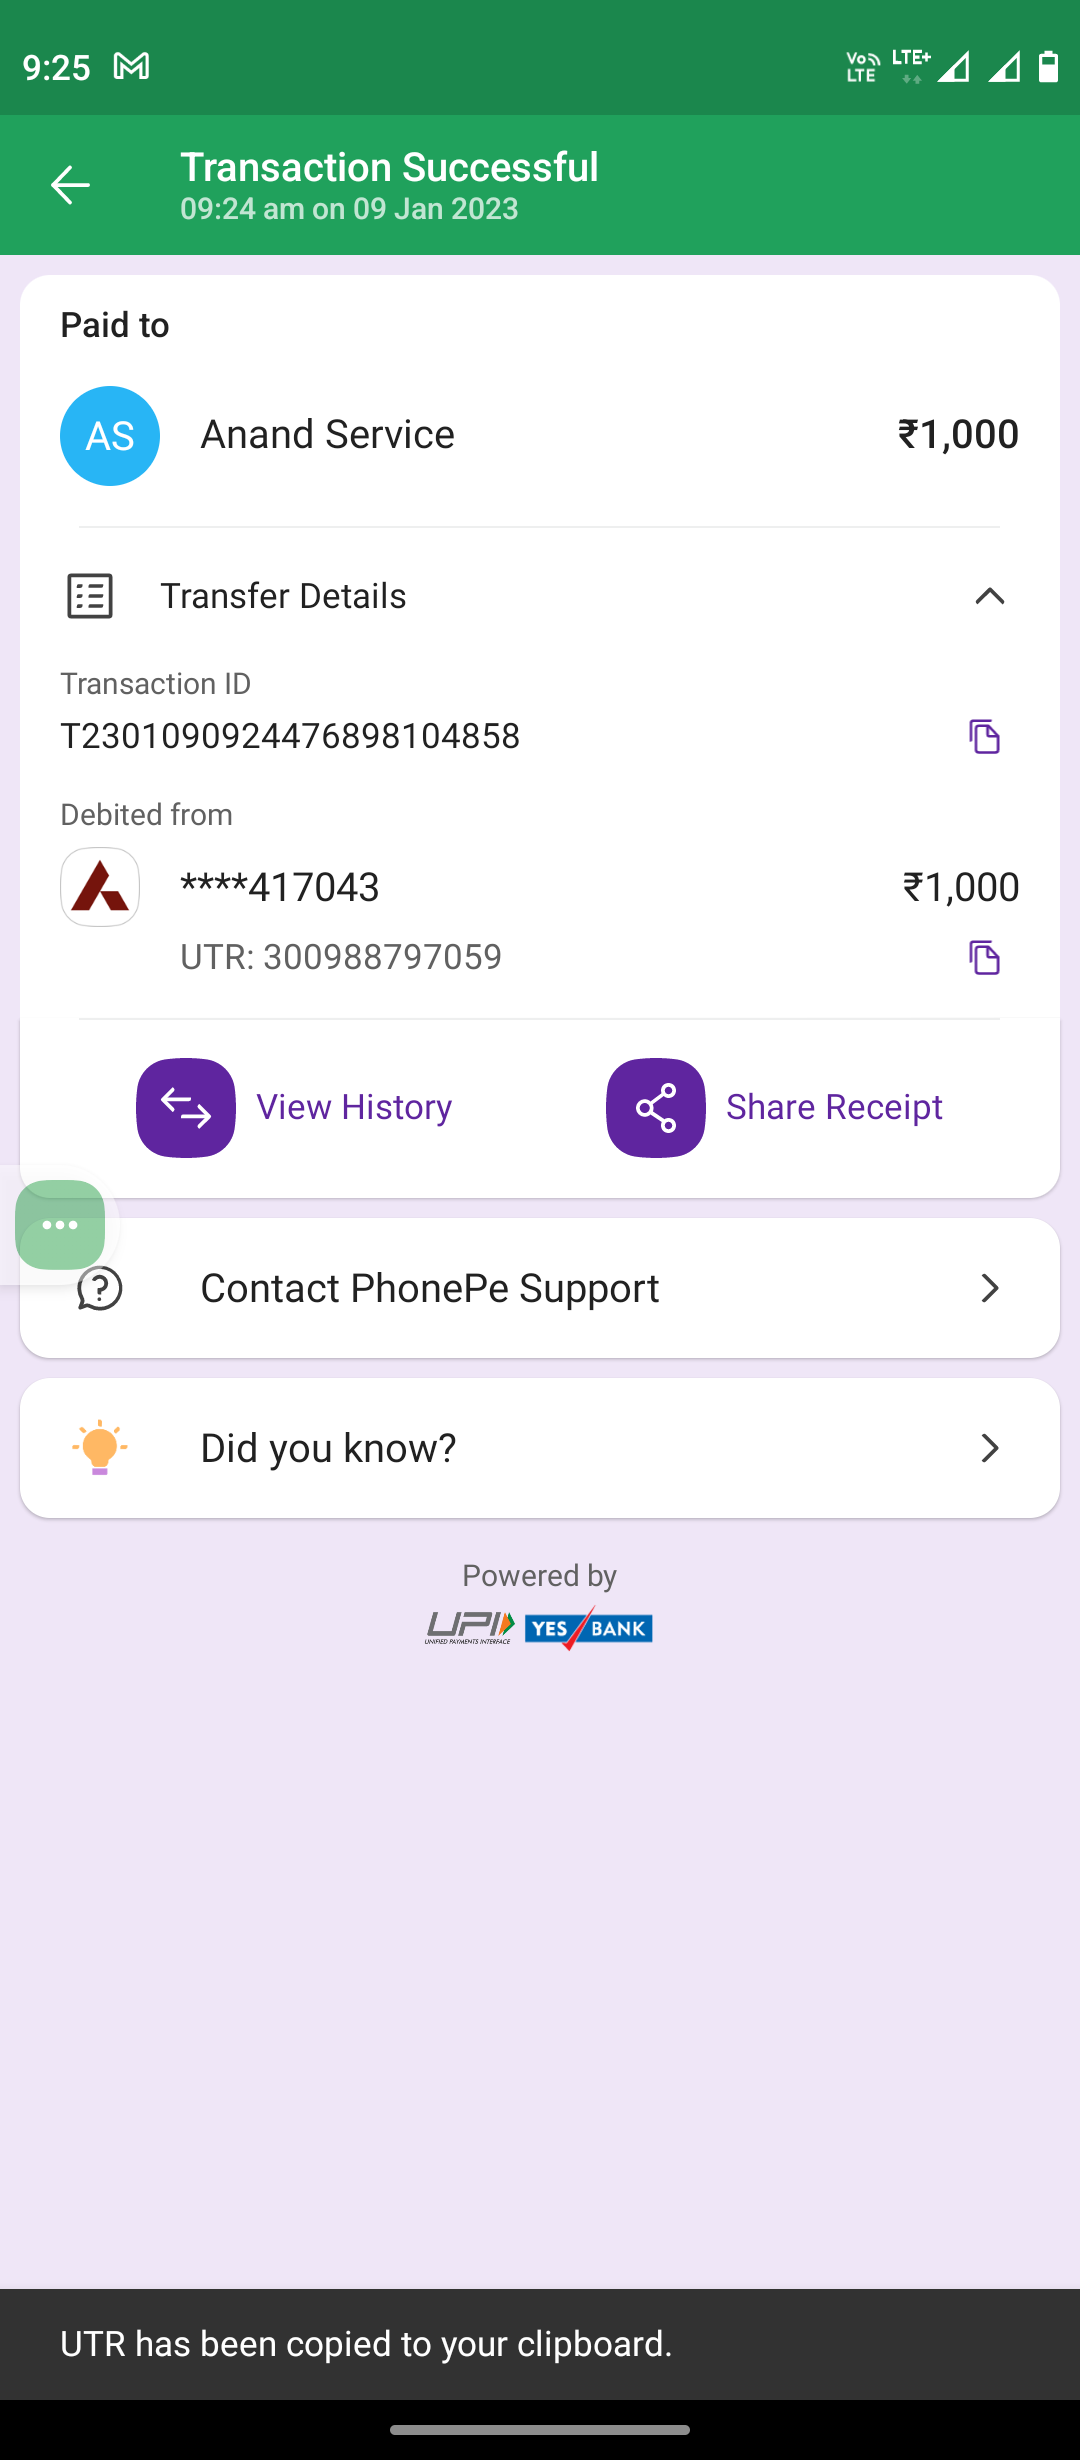 9:25
Vo LTE
LTE+
Transaction Successful
09:24 am on 09 Jan 2023
Paid to
AS
Anand Service
₹1,000
Transfer Details
Transaction ID
T2301090924476898104858
Debited from
****417043
₹1,000
UTR: 300988797059
View History
Share Receipt
Contact PhonePe Support
Did you know?
Powered by
UPI
UNIFIED PAYMENTS INTERFACE
YES BANK
UTR has been copied to your clipboard.